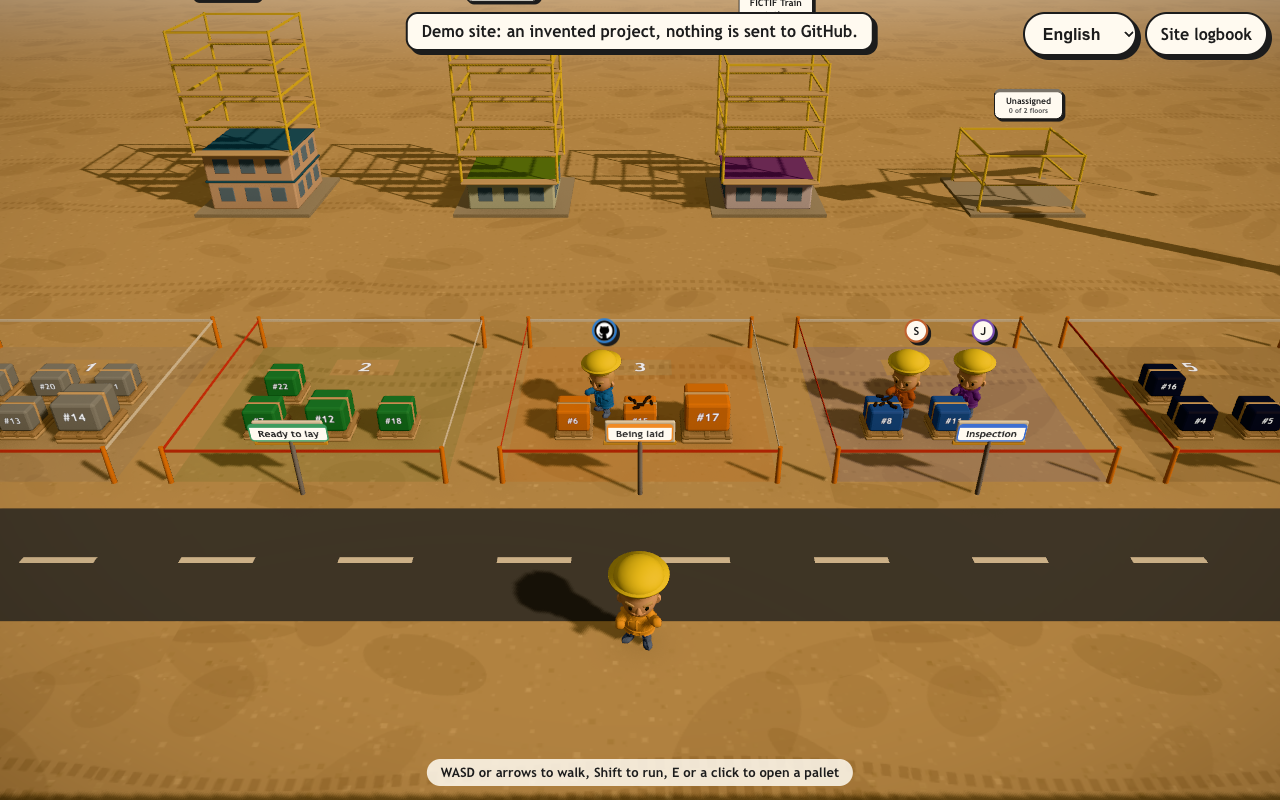 FICTIF Train
Demo site: an invented project, nothing is sent to GitHub.
English
Site logbook
Unassigned
0 of 2 floors
1
2
3
5
S
J
#20
#13
#14
#22
#12
#18
#6
#17
#8
#16
#4
#5
Ready to lay
Being laid
Inspection
WASD or arrows to walk, Shift to run, E or a click to open a pallet